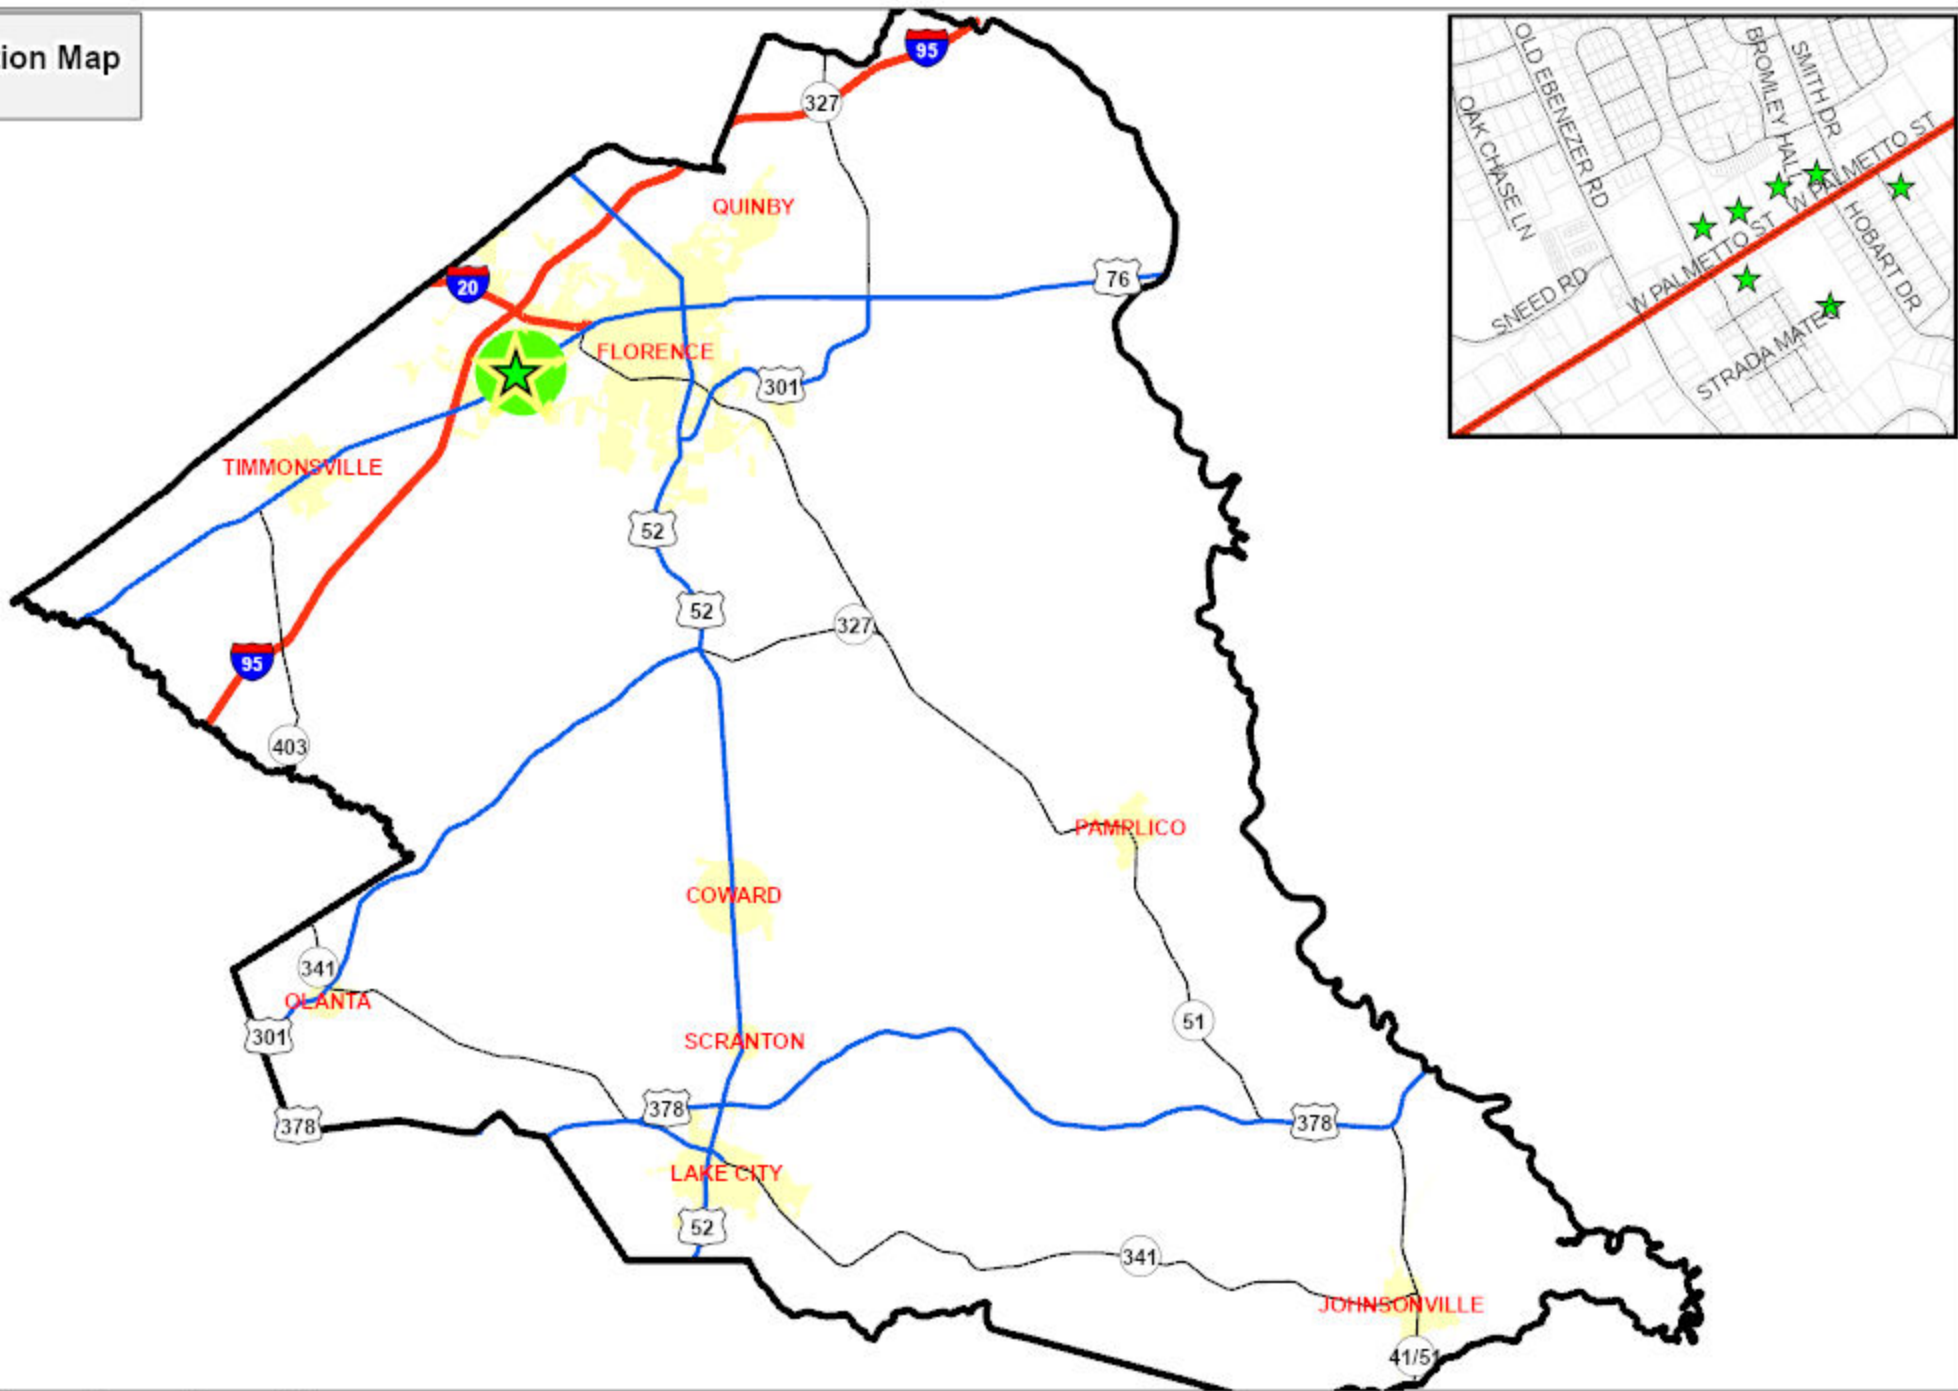 ion Map
95
327
QUINBY
20
76
FLORENCE
301
TIMMONSVILLE
52
52
327
95
403
PAMPLICO
COWARD
341
OLANTA
301
51
SCRANTON
378
378
378
LAKE CITY
52
341
JOHNSONVILLE
41/51
OLD EBENEZER RD
BROMLEY HALL
SMITH DR
OAK CHASE LN
W PALMETTO ST
W PALMETTO ST
HOBART DR
SNEED RD
STRADA MATEO